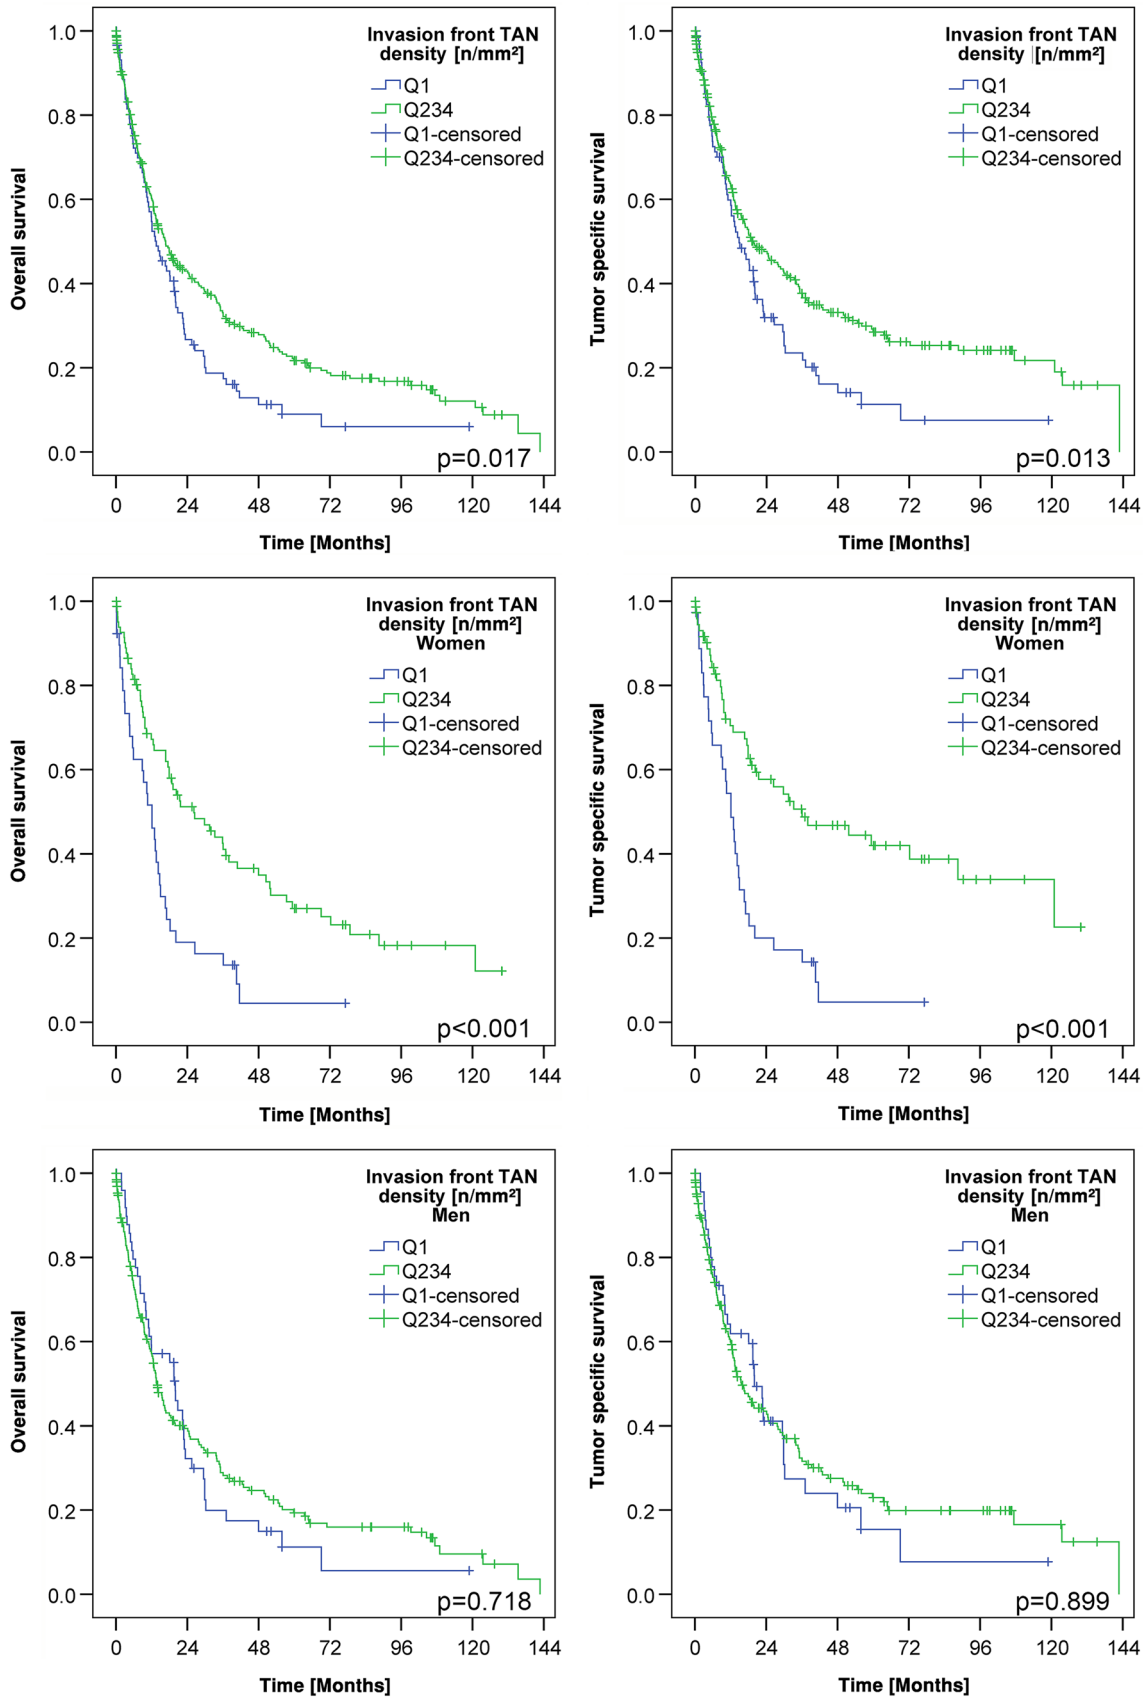 Invasion front TAN
density [n/mm²]
Q1
Q234
Q1-censored
Q234-censored
Overall survival
1.0
0.8
0.6
0.4
0.2
0.0
p=0.017
0 24 48 72 96 120 144
Time [Months]
Invasion front TAN
density [n/mm²]
Q1
Q234
Q1-censored
Q234-censored
Tumor specific survival
1.0
0.8
0.6
0.4
0.2
0.0
p=0.013
0 24 48 72 96 120 144
Time [Months]
Invasion front TAN
density [n/mm²]
Women
Q1
Q234
Q1-censored
Q234-censored
Overall survival
1.0
0.8
0.6
0.4
0.2
0.0
p<0.001
0 24 48 72 96 120 144
Time [Months]
Invasion front TAN
density [n/mm²]
Women
Q1
Q234
Q1-censored
Q234-censored
Tumor specific survival
1.0
0.8
0.6
0.4
0.2
0.0
p<0.001
0 24 48 72 96 120 144
Time [Months]
Invasion front TAN
density [n/mm²]
Men
Q1
Q234
Q1-censored
Q234-censored
Overall survival
1.0
0.8
0.6
0.4
0.2
0.0
p=0.718
0 24 48 72 96 120 144
Time [Months]
Invasion front TAN
density [n/mm²]
Men
Q1
Q234
Q1-censored
Q234-censored
Tumor specific survival
1.0
0.8
0.6
0.4
0.2
0.0
p=0.899
0 24 48 72 96 120 144
Time [Months]